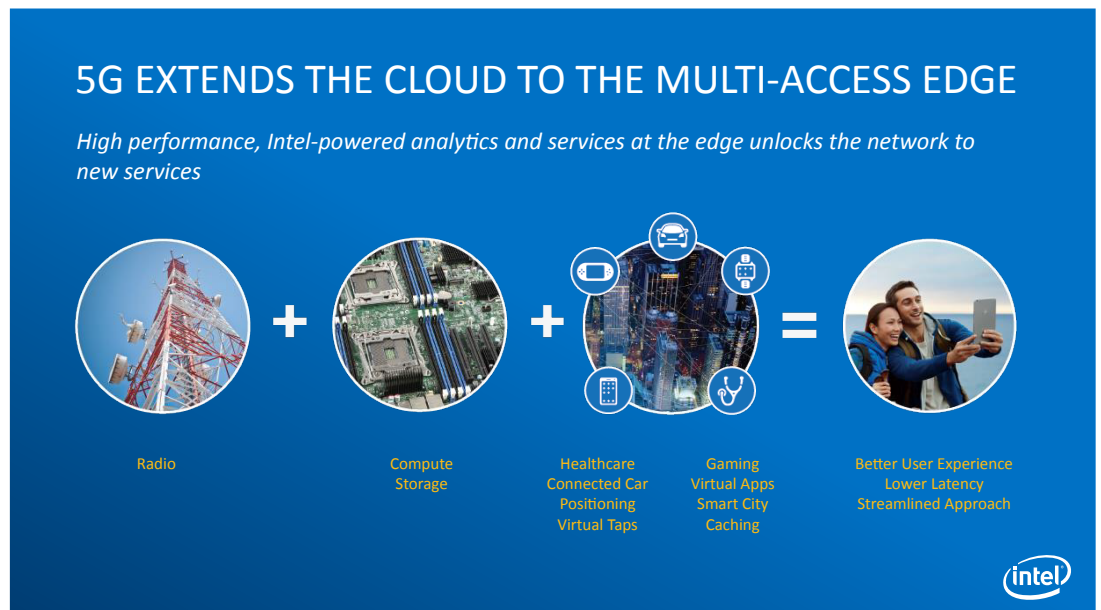 5G EXTENDS THE CLOUD TO THE MULTI-ACCESS EDGE
High performance, Intel-powered analytics and services at the edge unlocks the network to
new services
+
+
=
Radio
Compute
Storage
Healthcare
Connected Car
Positioning
Virtual Taps
Gaming
Virtual Apps
Smart City
Caching
Better User Experience
Lower Latency
Streamlined Approach
intel